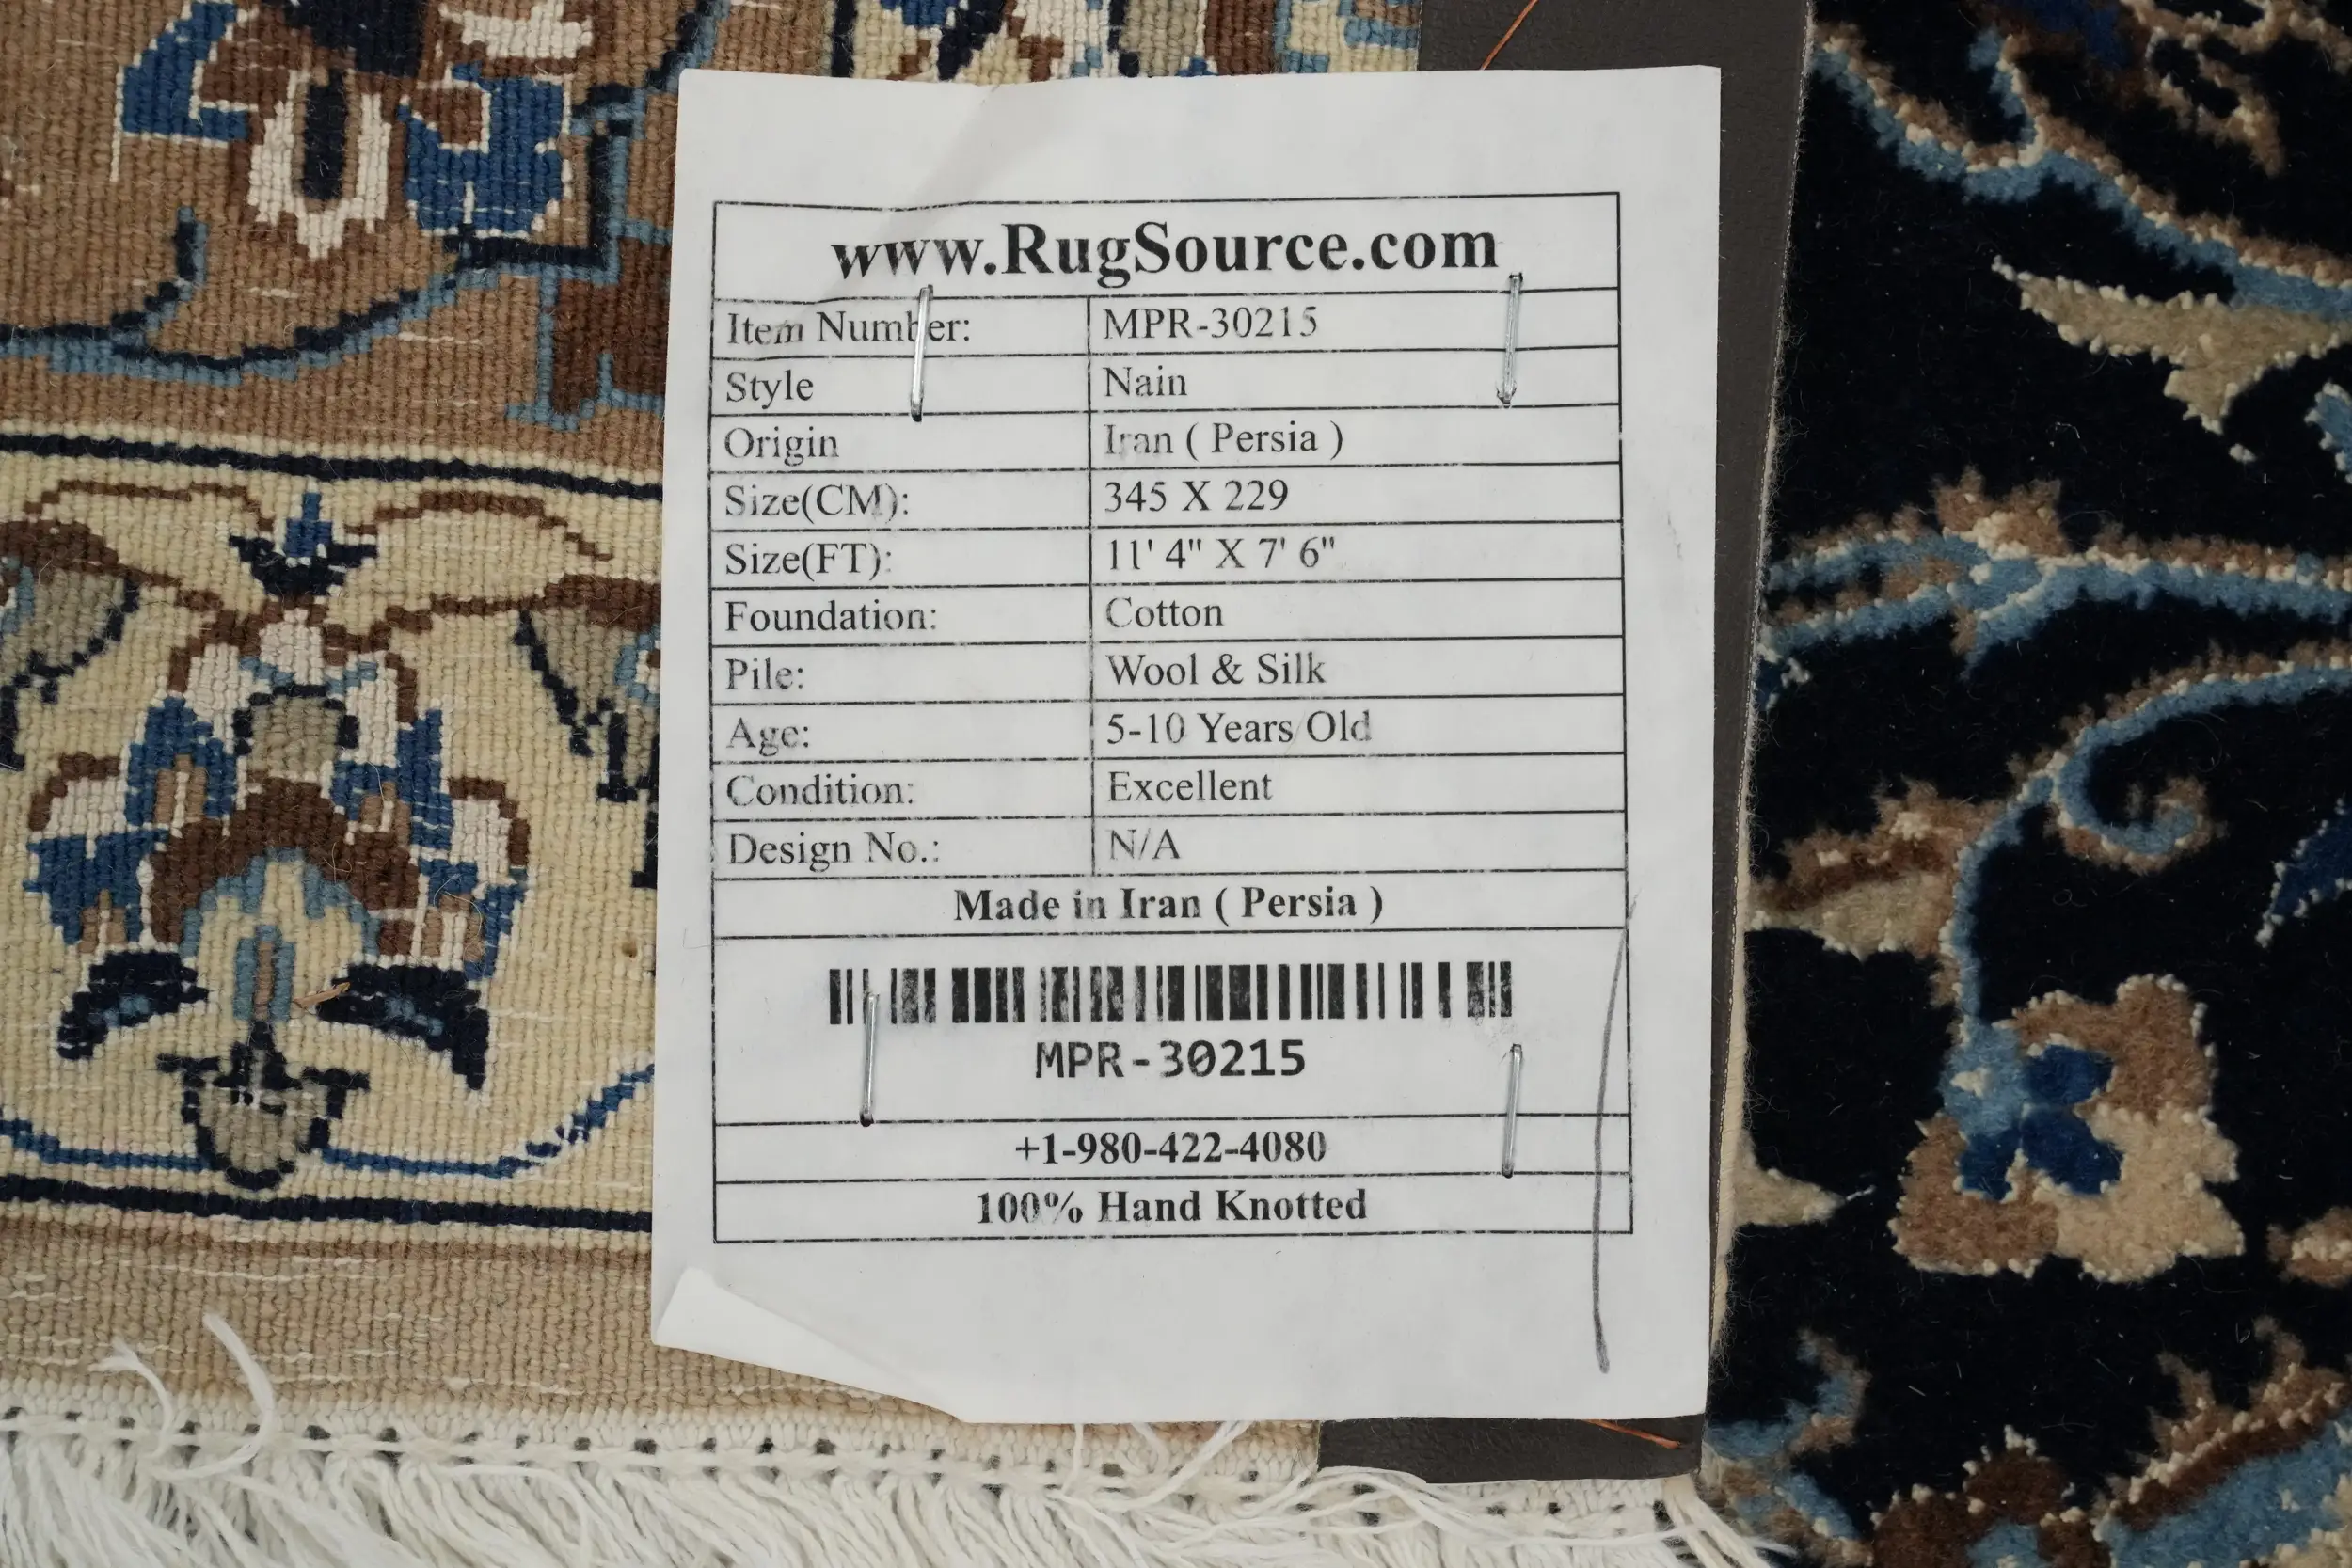 www.RugSource.com
Item Number: MPR-30215
Style Nain
Origin Iran ( Persia )
Size(CM): 345 X 229
Size(FT): 11' 4" X 7' 6"
Foundation: Cotton
Pile: Wool & Silk
Age: 5-10 Years Old
Condition: Excellent
Design No.: N/A
Made in Iran ( Persia )
MPR-30215
+1-980-422-4080
100% Hand Knotted